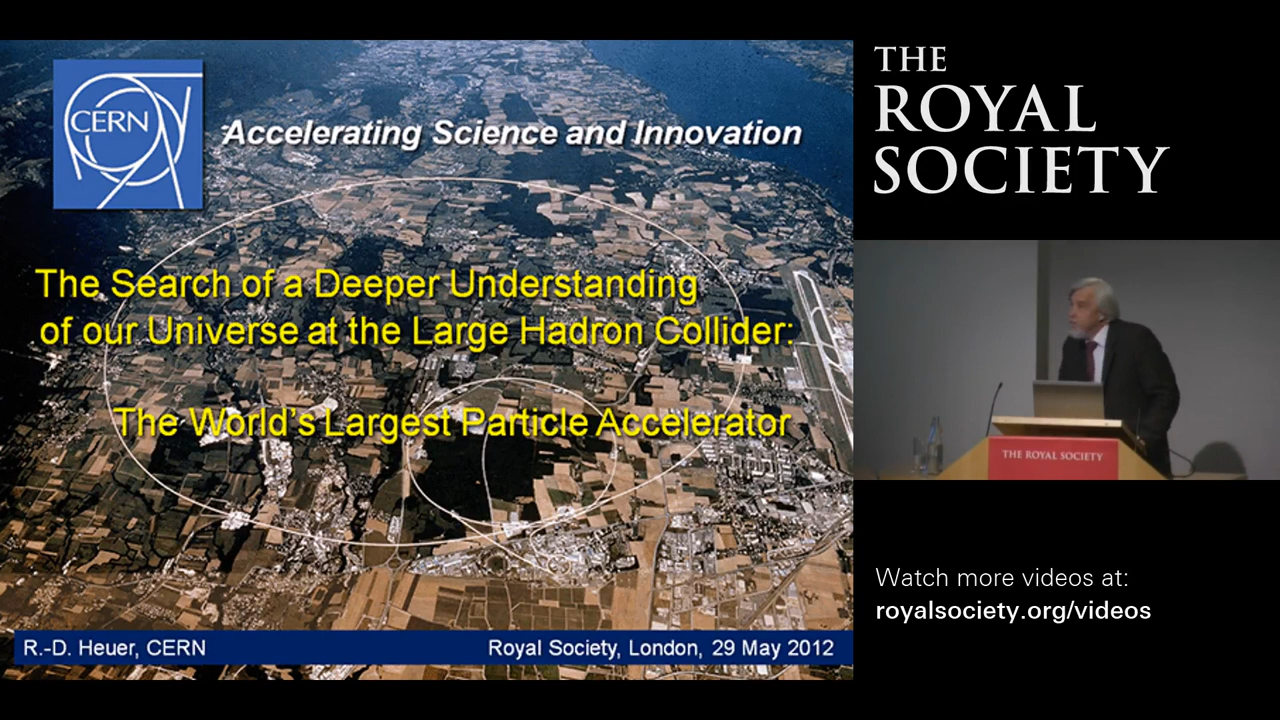 CERN
Accelerating Science and Innovation
The Search of a Deeper Understanding
of our Universe at the Large Hadron Collider:
The World's Largest Particle Accelerator
R.-D. Heuer, CERN
Royal Society, London, 29 May 2012
THE
ROYAL
SOCIETY
THE ROYAL SOCIETY
Watch more videos at:
royalsociety.org/videos